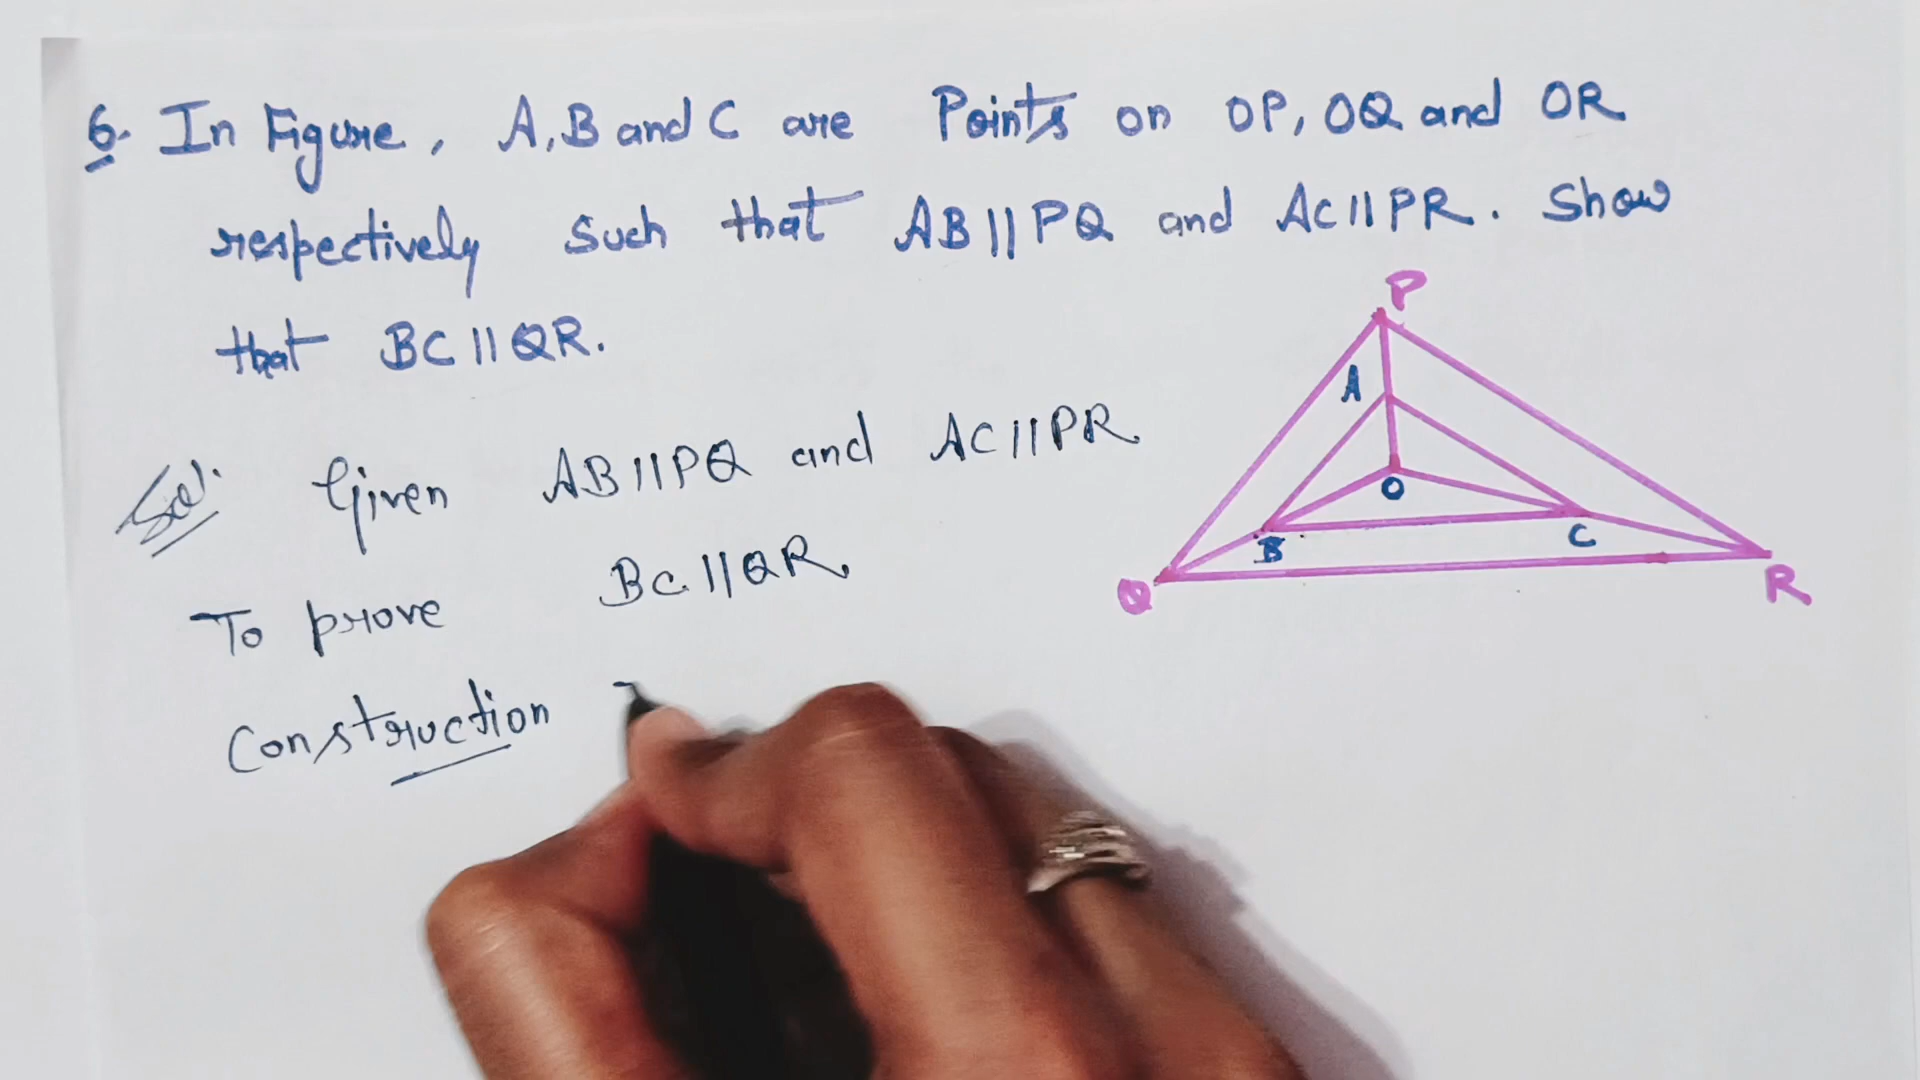 6. In Figure, A, B and C are Points on OP, OQ and OR
respectively such that AB || PQ and AC || PR. Show
that BC || QR.
Sol. Given AB || PQ and AC || PR
To prove BC || QR.
Construction
P
A
O
B
C
Q
R